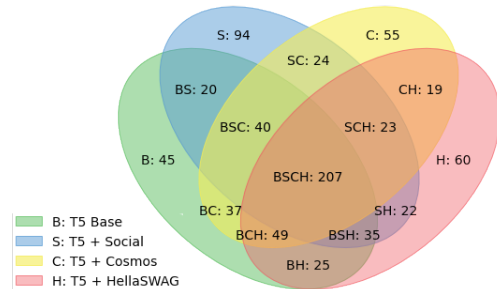 S: 94
C: 55
SC: 24
BS: 20
CH: 19
BSC: 40
SCH: 23
B: 45
H: 60
BSCH: 207
BC: 37
SH: 22
BCH: 49
BSH: 35
BH: 25
B: T5 Base
S: T5 + Social
C: T5 + Cosmos
H: T5 + HellaSWAG